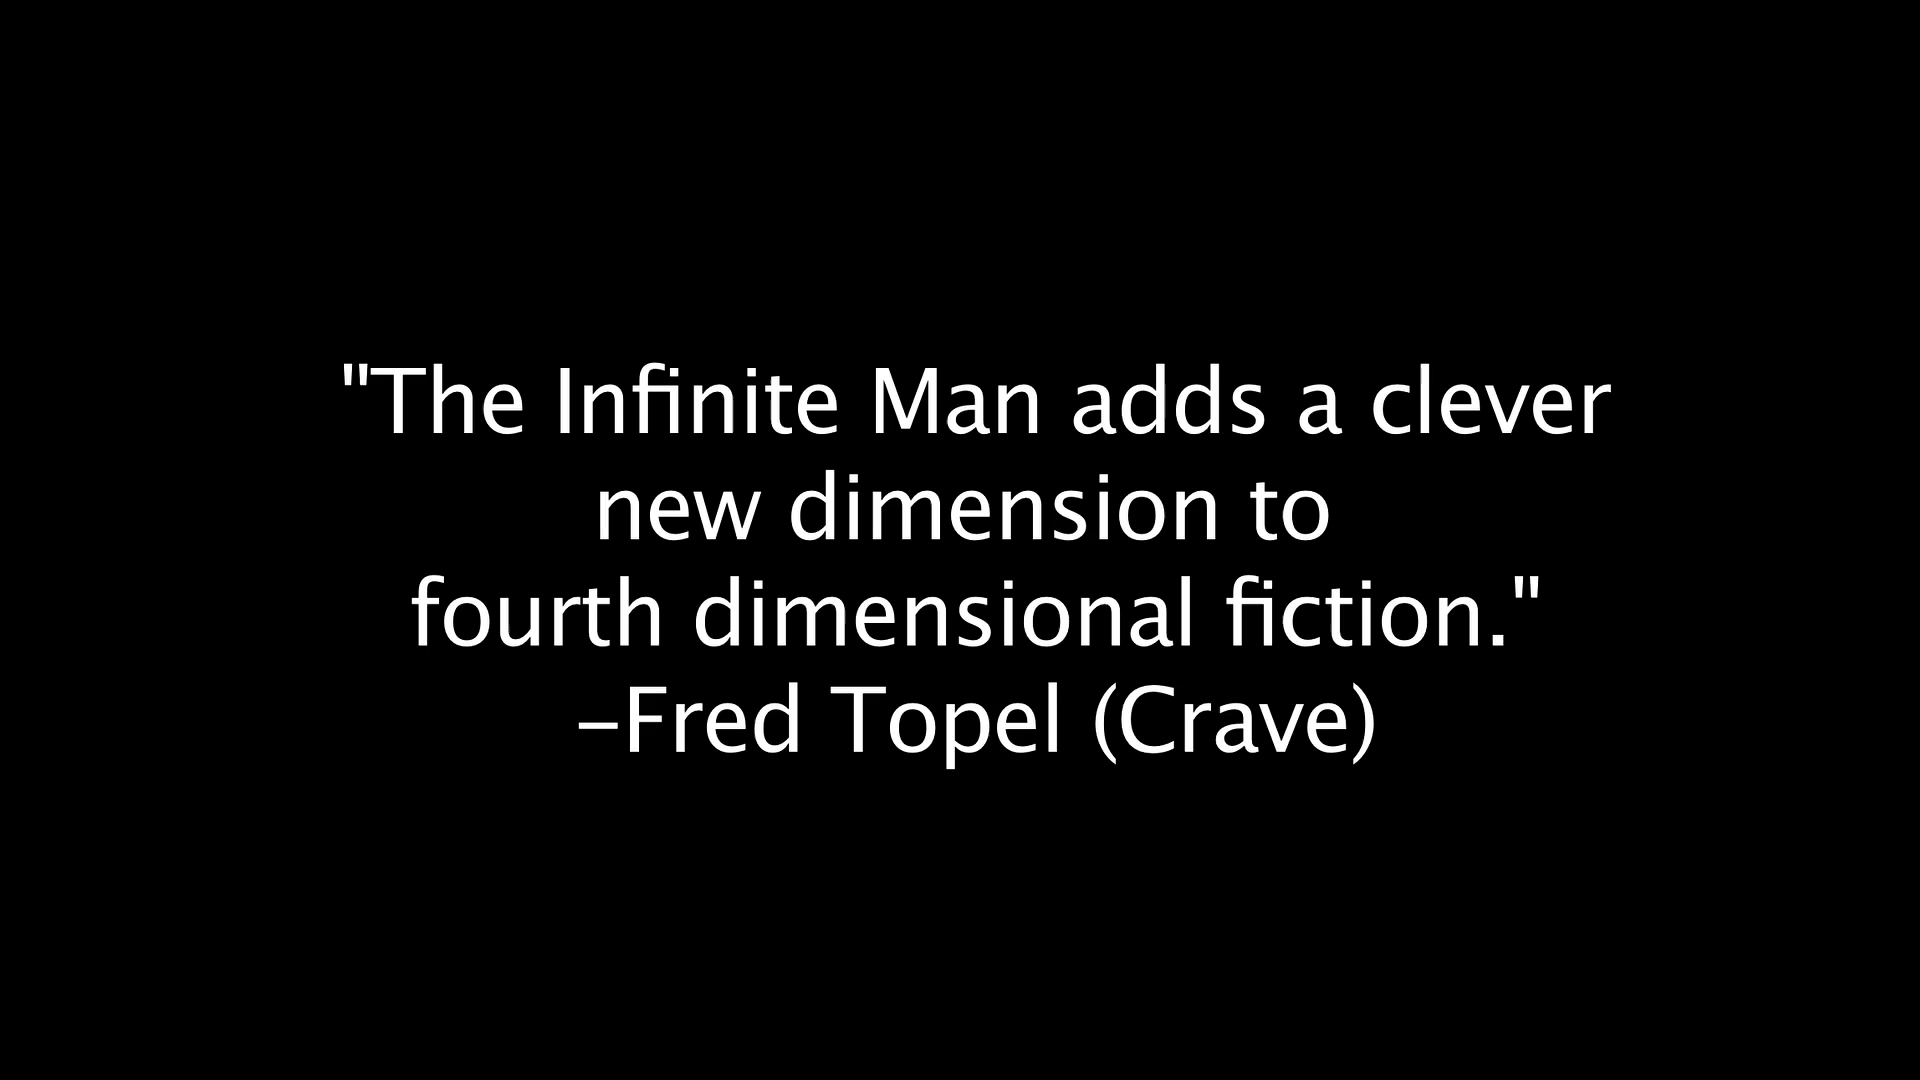 "The Infinite Man adds a clever
new dimension to
fourth dimensional fiction."
–Fred Topel (Crave)